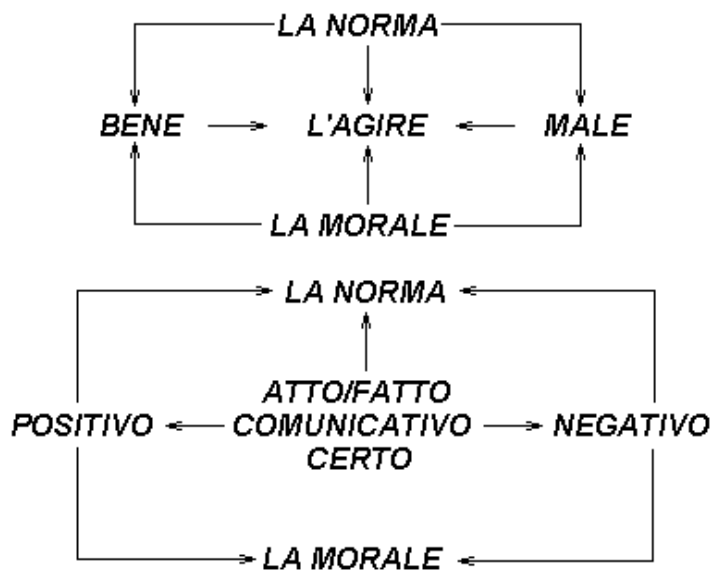 LA NORMA
BENE L'AGIRE MALE
LA MORALE
LA NORMA
ATTO/FATTO
POSITIVO COMUNICATIVO NEGATIVO
CERTO
LA MORALE